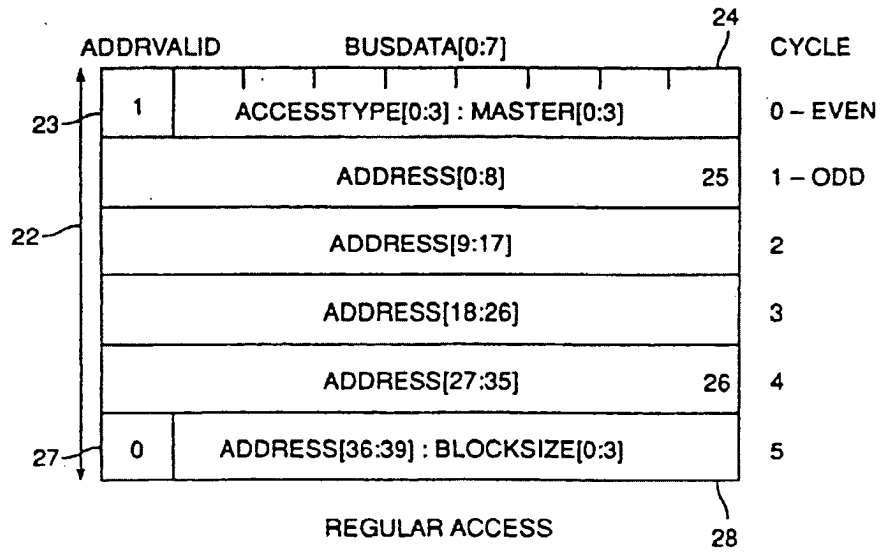 24
ADDRVALID BUSDATA[0:7] CYCLE
23 1 ACCESSTYPE[0:3] : MASTER[0:3] 0 – EVEN
ADDRESS[0:8] 25 1 – ODD
22 ADDRESS[9:17] 2
ADDRESS[18:26] 3
ADDRESS[27:35] 26 4
27 0 ADDRESS[36:39] : BLOCKSIZE[0:3] 5
REGULAR ACCESS 28